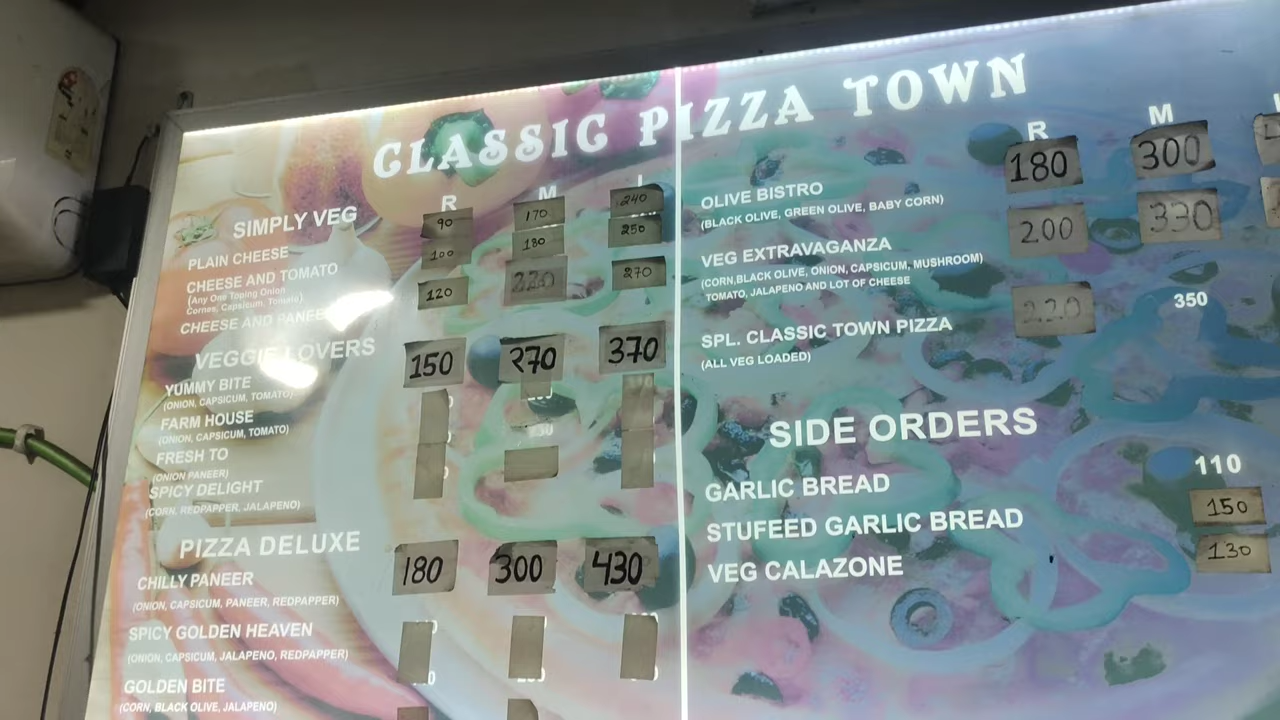 CLASSIC PIZZA TOWN
R M L
SIMPLY VEG
PLAIN CHEESE 90 170 240
CHEESE AND TOMATO 100 180 250
(Any One Toping Onion
Cornes, Capsicum, Tomato)
CHEESE AND PANEE 120 220 270
VEGGIE LOVERS 150 270 370
YUMMY BITE
(ONION, CAPSICUM, TOMATO)
FARM HOUSE
(ONION, CAPSICUM, TOMATO)
FRESH TO
(ONION PANEER)
SPICY DELIGHT
(CORN, REDPAPPER, JALAPENO)
PIZZA DELUXE 180 300 430
CHILLY PANEER
(ONION, CAPSICUM, PANEER, REDPAPPER)
SPICY GOLDEN HEAVEN
(ONION, CAPSICUM, JALAPENO, REDPAPPER)
GOLDEN BITE
(CORN, BLACK OLIVE, JALAPENO)
R M
OLIVE BISTRO 180 300
(BLACK OLIVE, GREEN OLIVE, BABY CORN)
VEG EXTRAVAGANZA 200 330
(CORN,BLACK OLIVE, ONION, CAPSICUM, MUSHROOM)
TOMATO, JALAPENO AND LOT OF CHEESE
SPL. CLASSIC TOWN PIZZA 220 350
(ALL VEG LOADED)
SIDE ORDERS
GARLIC BREAD 110
STUFEED GARLIC BREAD 150
VEG CALAZONE 130